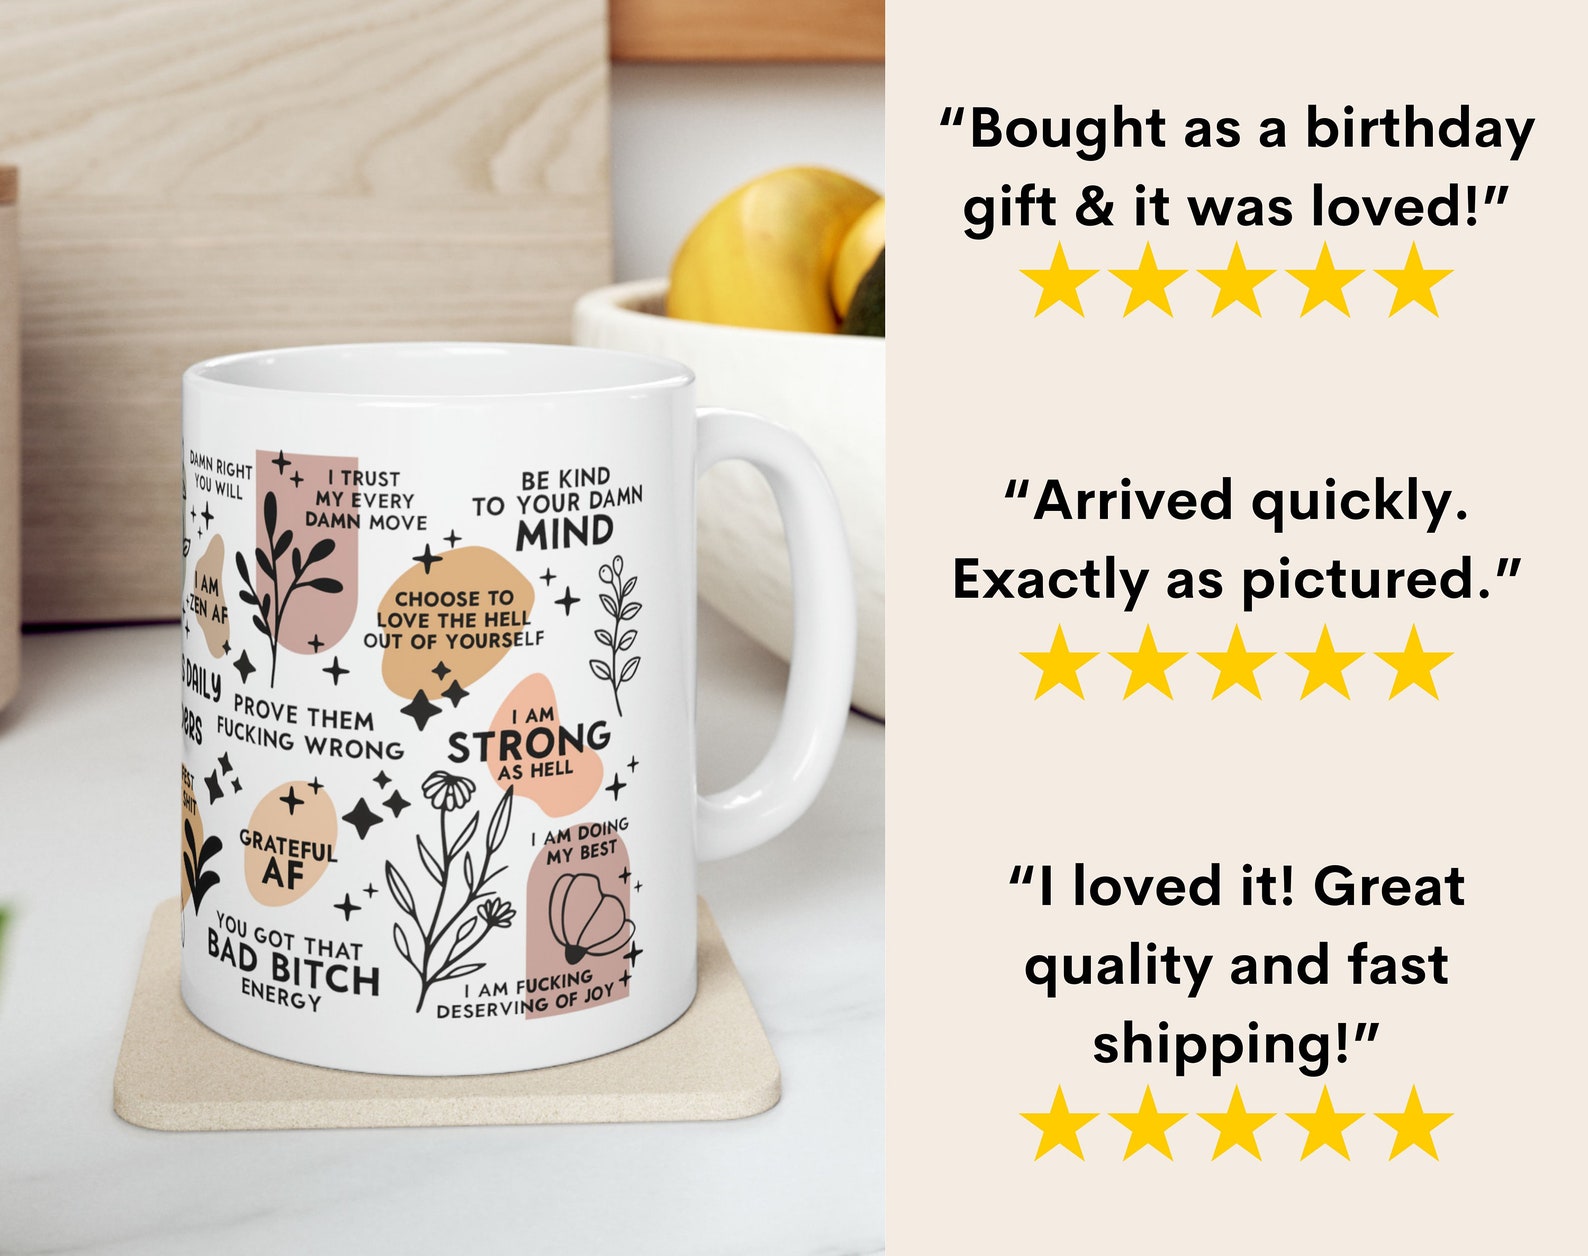 DAMN RIGHT
YOU WILL
I TRUST
MY EVERY
DAMN MOVE
BE KIND
TO YOUR DAMN
MIND
I AM
ZEN AF
CHOOSE TO
LOVE THE HELL
OUT OF YOURSELF
DAILY
PROVE THEM
FUCKING WRONG
I AM
STRONG
AS HELL
SHIT
GRATEFUL
AF
I AM DOING
MY BEST
YOU GOT THAT
BAD BITCH
ENERGY
I AM FUCKING
DESERVING OF JOY
“Bought as a birthday
gift & it was loved!”
“Arrived quickly.
Exactly as pictured.”
“I loved it! Great
quality and fast
shipping!”